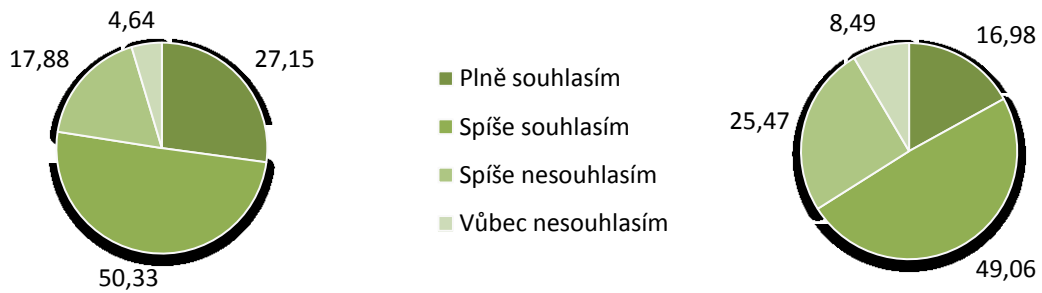 4,64
17,88
27,15
50,33
Plně souhlasím
Spíše souhlasím
Spíše nesouhlasím
Vůbec nesouhlasím
8,49
16,98
25,47
49,06